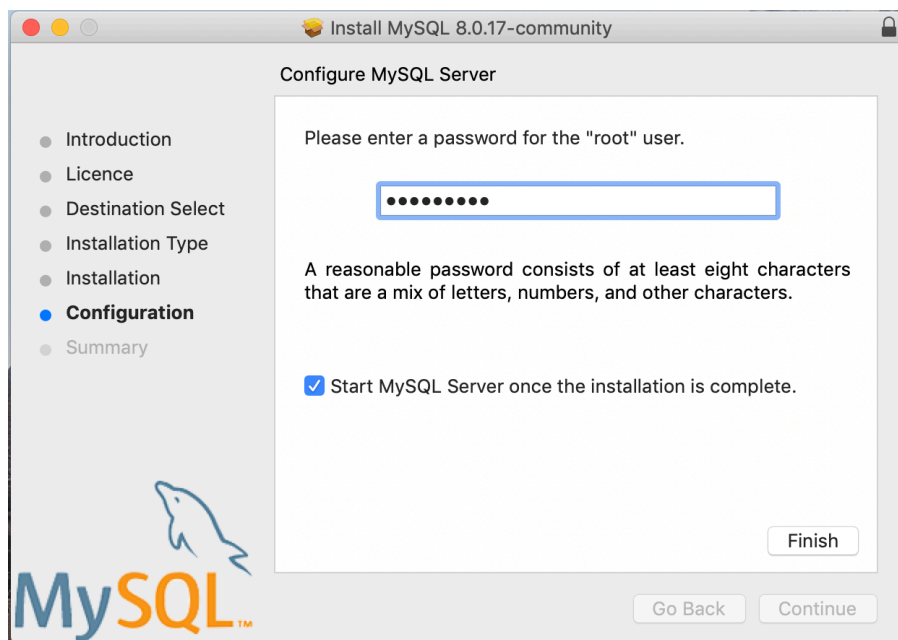 Install MySQL 8.0.17-community
Configure MySQL Server
Introduction
Licence
Destination Select
Installation Type
Installation
Configuration
Summary
Please enter a password for the "root" user.
•••••••••
A reasonable password consists of at least eight characters
that are a mix of letters, numbers, and other characters.
Start MySQL Server once the installation is complete.
Finish
MySQL™
Go Back
Continue